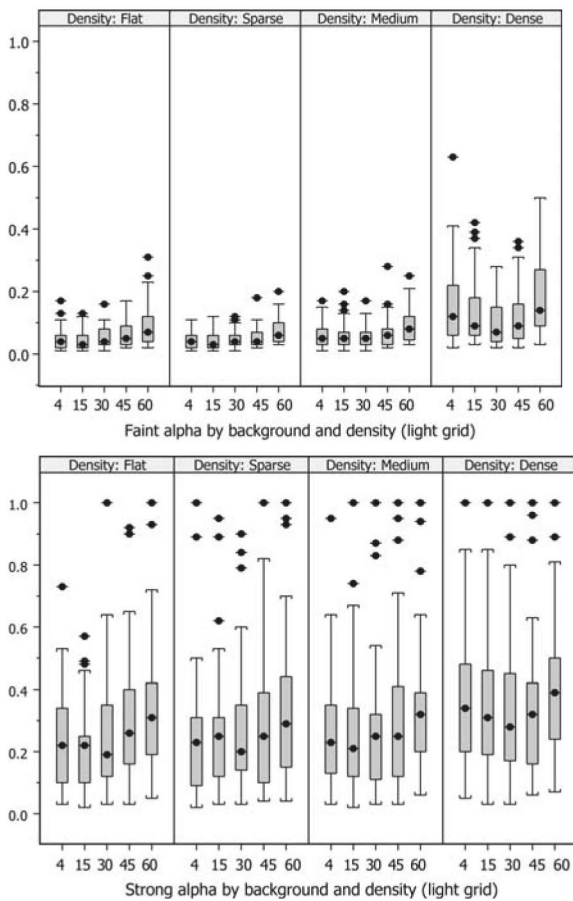 Density: Flat Density: Sparse Density: Medium Density: Dense
1.0
0.8
0.6
0.4
0.2
0.0
4 15 30 45 60 4 15 30 45 60 4 15 30 45 60 4 15 30 45 60
Faint alpha by background and density (light grid)
Density: Flat Density: Sparse Density: Medium Density: Dense
1.0
0.8
0.6
0.4
0.2
0.0
4 15 30 45 60 4 15 30 45 60 4 15 30 45 60 4 15 30 45 60
Strong alpha by background and density (light grid)